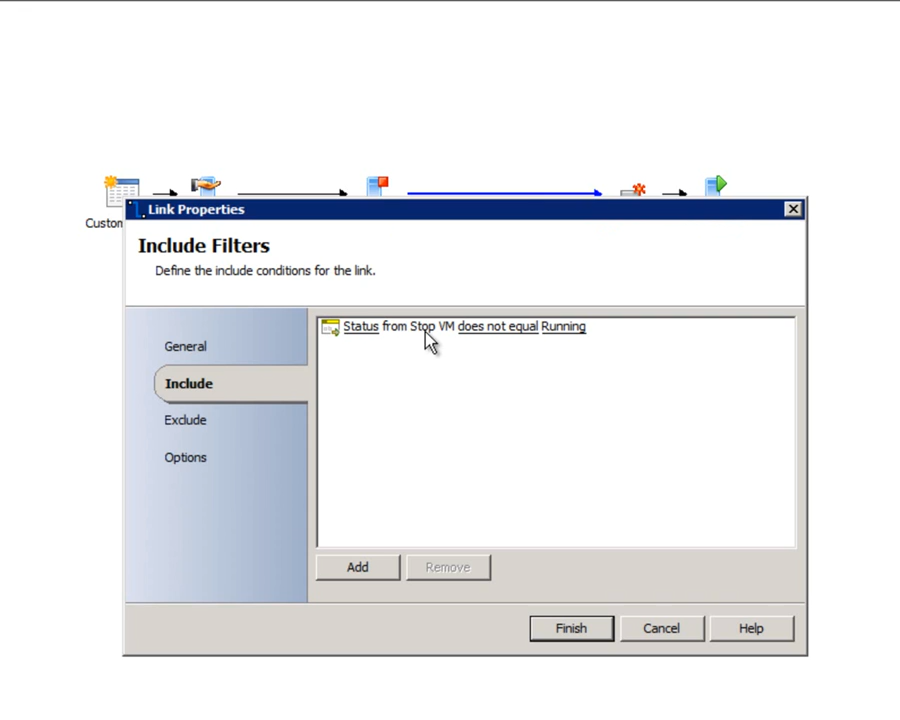 Custom
Link Properties
Include Filters
Define the include conditions for the link.
General
Include
Exclude
Options
Status from Stop VM does not equal Running
Add
Remove
Finish
Cancel
Help